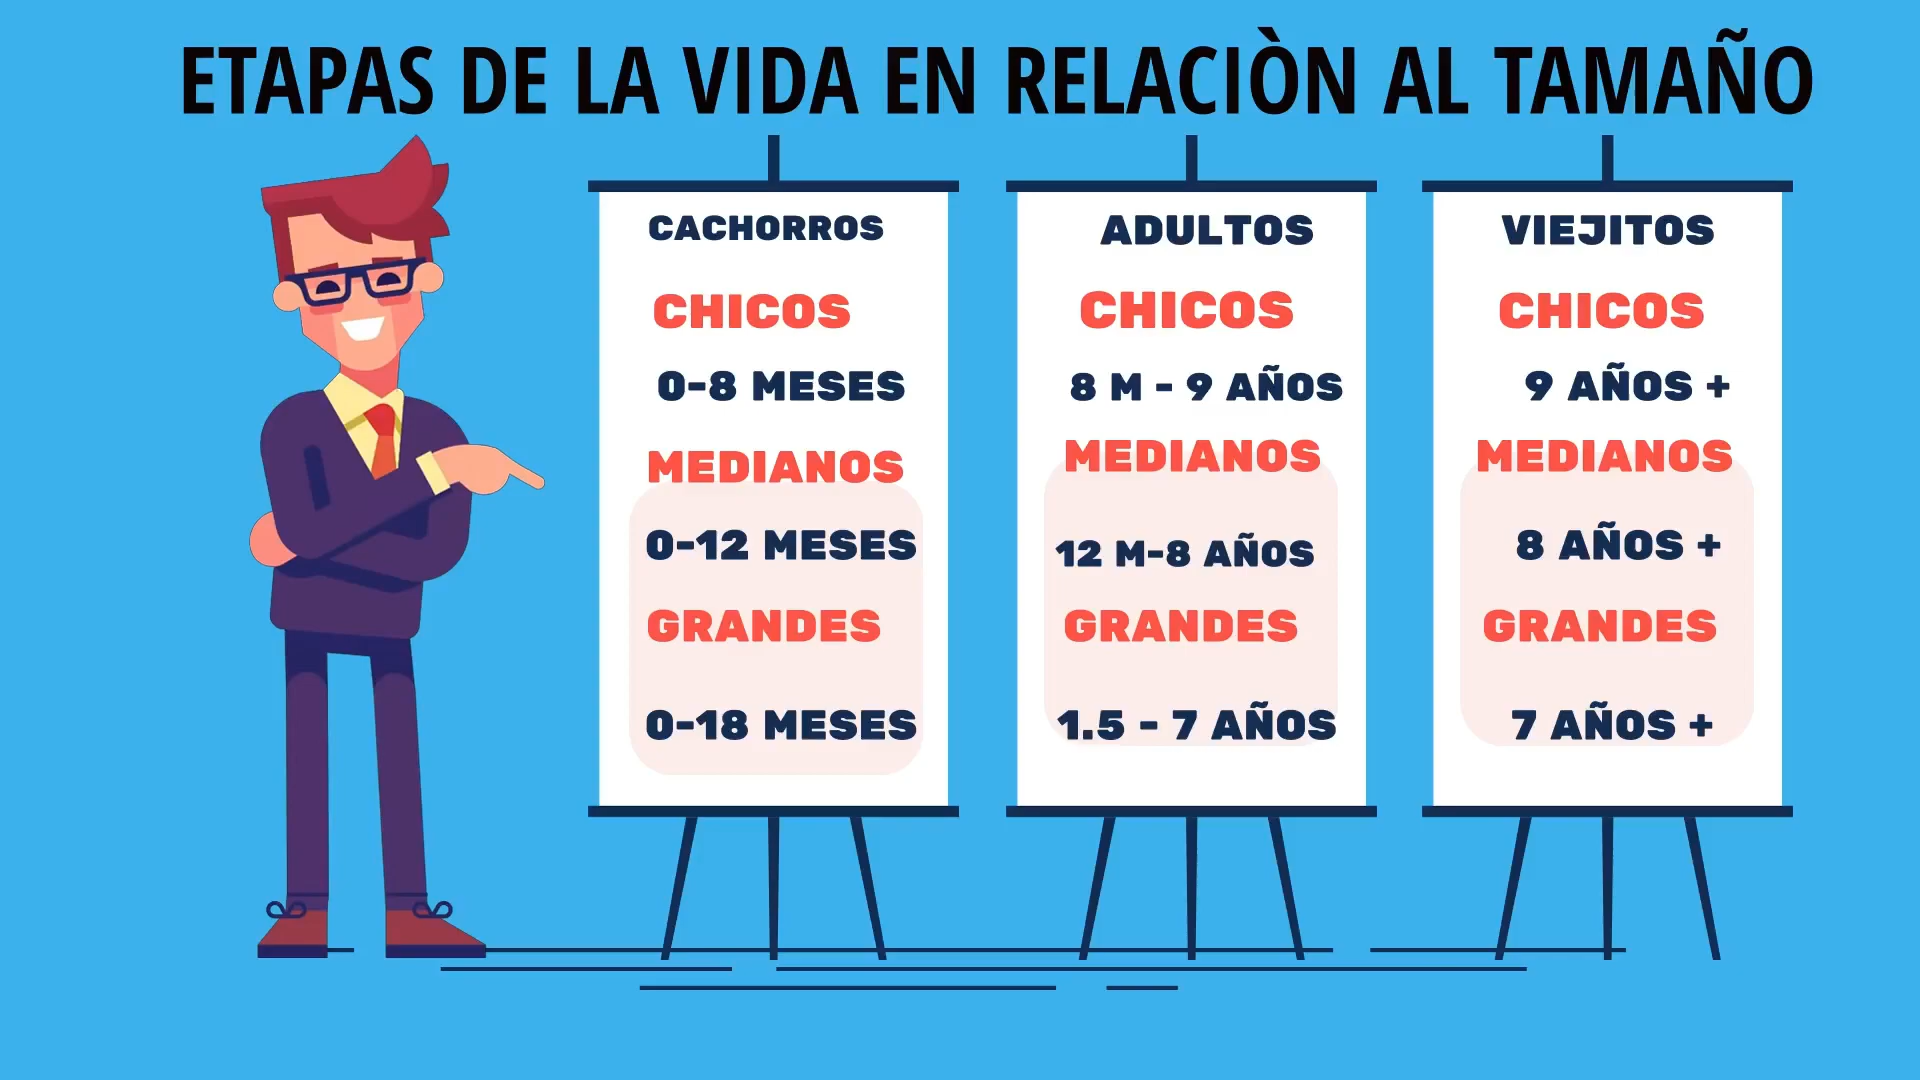 ETAPAS DE LA VIDA EN RELACIÒN AL TAMAÑO
CACHORROS
CHICOS
0-8 MESES
MEDIANOS
0-12 MESES
GRANDES
0-18 MESES
ADULTOS
CHICOS
8 M - 9 AÑOS
MEDIANOS
12 M-8 AÑOS
GRANDES
1.5 - 7 AÑOS
VIEJITOS
CHICOS
9 AÑOS +
MEDIANOS
8 AÑOS +
GRANDES
7 AÑOS +